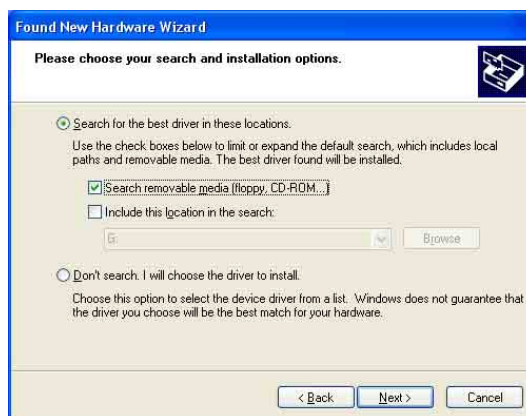 Found New Hardware Wizard
Please choose your search and installation options.
Search for the best driver in these locations.
Use the check boxes below to limit or expand the default search, which includes local
paths and removable media. The best driver found will be installed.
Search removable media (floppy, CD-ROM...)
Include this location in the search:
G:
Browse
Don't search. I will choose the driver to install.
Choose this option to select the device driver from a list. Windows does not guarantee that
the driver you choose will be the best match for your hardware.
< Back Next > Cancel